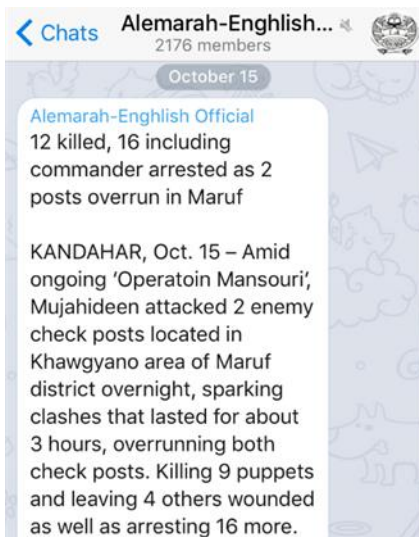 Chats
Alemarah-Enghlish...
2176 members
October 15
Alemarah-Enghlish Official
12 killed, 16 including
commander arrested as 2
posts overrun in Maruf
KANDAHAR, Oct. 15 – Amid
ongoing ‘Operatoin Mansouri’,
Mujahideen attacked 2 enemy
check posts located in
Khawgyano area of Maruf
district overnight, sparking
clashes that lasted for about
3 hours, overrunning both
check posts. Killing 9 puppets
and leaving 4 others wounded
as well as arresting 16 more.